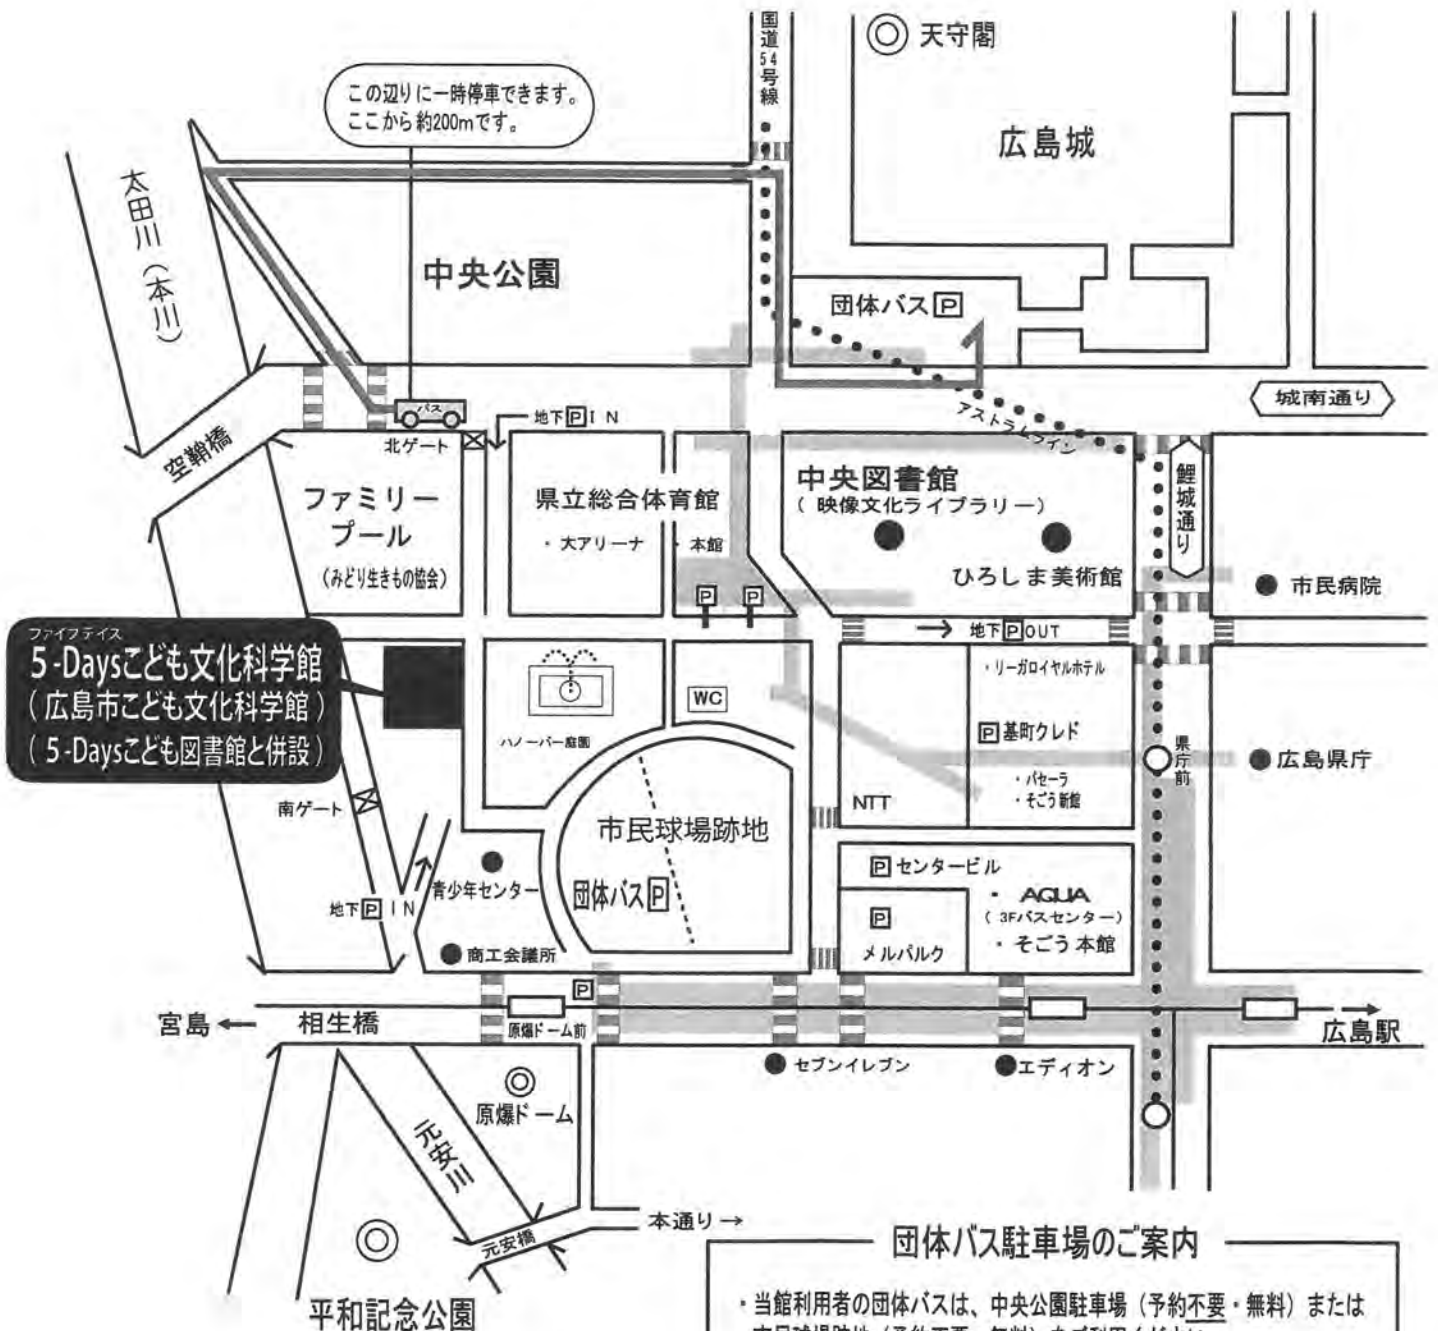 国道54号線
天守閣
この辺りに一時停車できます。
ここから約200mです。
広島城
太田川(本川)
中央公園
団体バスP
城南通り
アストラムライン
バス
地下P I N
北ゲート
空鞘橋
ファミリー
プール
(みどり生きもの協会)
県立総合体育館
・大アリーナ
・本館
中央図書館
( 映像文化ライブラリー )
ひろしま美術館
鯉城通り
市民病院
P
P
→ 地下P OUT
ファイブデイス
5-Daysこども文化科学館
( 広島市こども文化科学館 )
( 5-Daysこども図書館と併設 )
WC
ハノーバー庭園
・リーガロイヤルホテル
P基町クレド
・パセーラ
・そごう新館
NTT
県庁前
広島県庁
南ゲート
市民球場跡地
団体バスP
青少年センター
地下P I N
商工会議所
Pセンタービル
・ AQUA
( 3Fバスセンター)
・そごう本館
P
メルパルク
P
宮島 ←
相生橋
原爆ドーム前
→
広島駅
セブンイレブン
エディオン
原爆ドーム
元安川
元安橋
本通り→
平和記念公園
団体バス駐車場のご案内
・当館利用者の団体バスは、中央公園駐車場(予約不要・無料)または